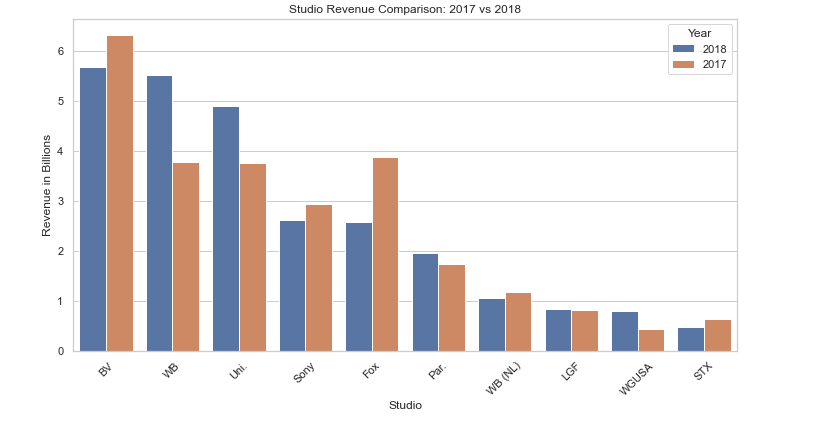 Studio Revenue Comparison: 2017 vs 2018
Year
2018
2017
Revenue in Billions
6
5
4
3
2
1
0
BV
WB
Uni.
Sony
Fox
Par.
WB (NL)
LGF
WGUSA
STX
Studio